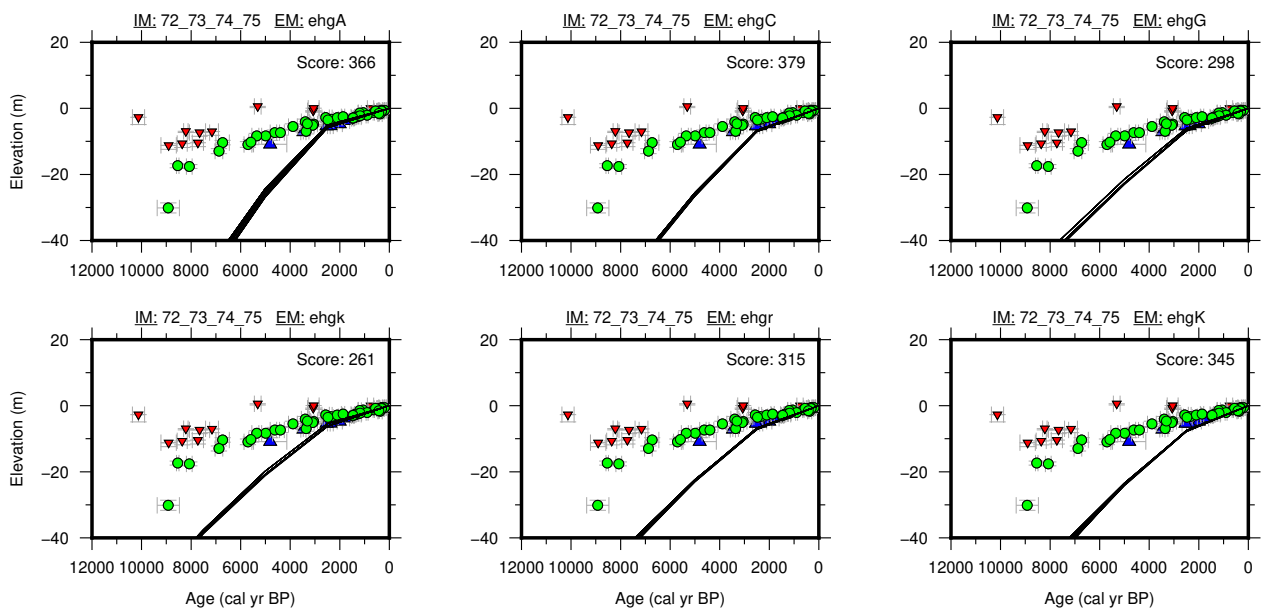 IM: 72_73_74_75 EM: ehgA
IM: 72_73_74_75 EM: ehgC
IM: 72_73_74_75 EM: ehgG
20
0
−20
−40
Elevation (m)
Score: 366
12000 10000 8000 6000 4000 2000 0
20
0
−20
−40
Score: 379
12000 10000 8000 6000 4000 2000 0
20
0
−20
−40
Score: 298
12000 10000 8000 6000 4000 2000 0
IM: 72_73_74_75 EM: ehgk
IM: 72_73_74_75 EM: ehgr
IM: 72_73_74_75 EM: ehgK
20
0
−20
−40
Elevation (m)
Score: 261
12000 10000 8000 6000 4000 2000 0
Age (cal yr BP)
20
0
−20
−40
Score: 315
12000 10000 8000 6000 4000 2000 0
Age (cal yr BP)
20
0
−20
−40
Score: 345
12000 10000 8000 6000 4000 2000 0
Age (cal yr BP)